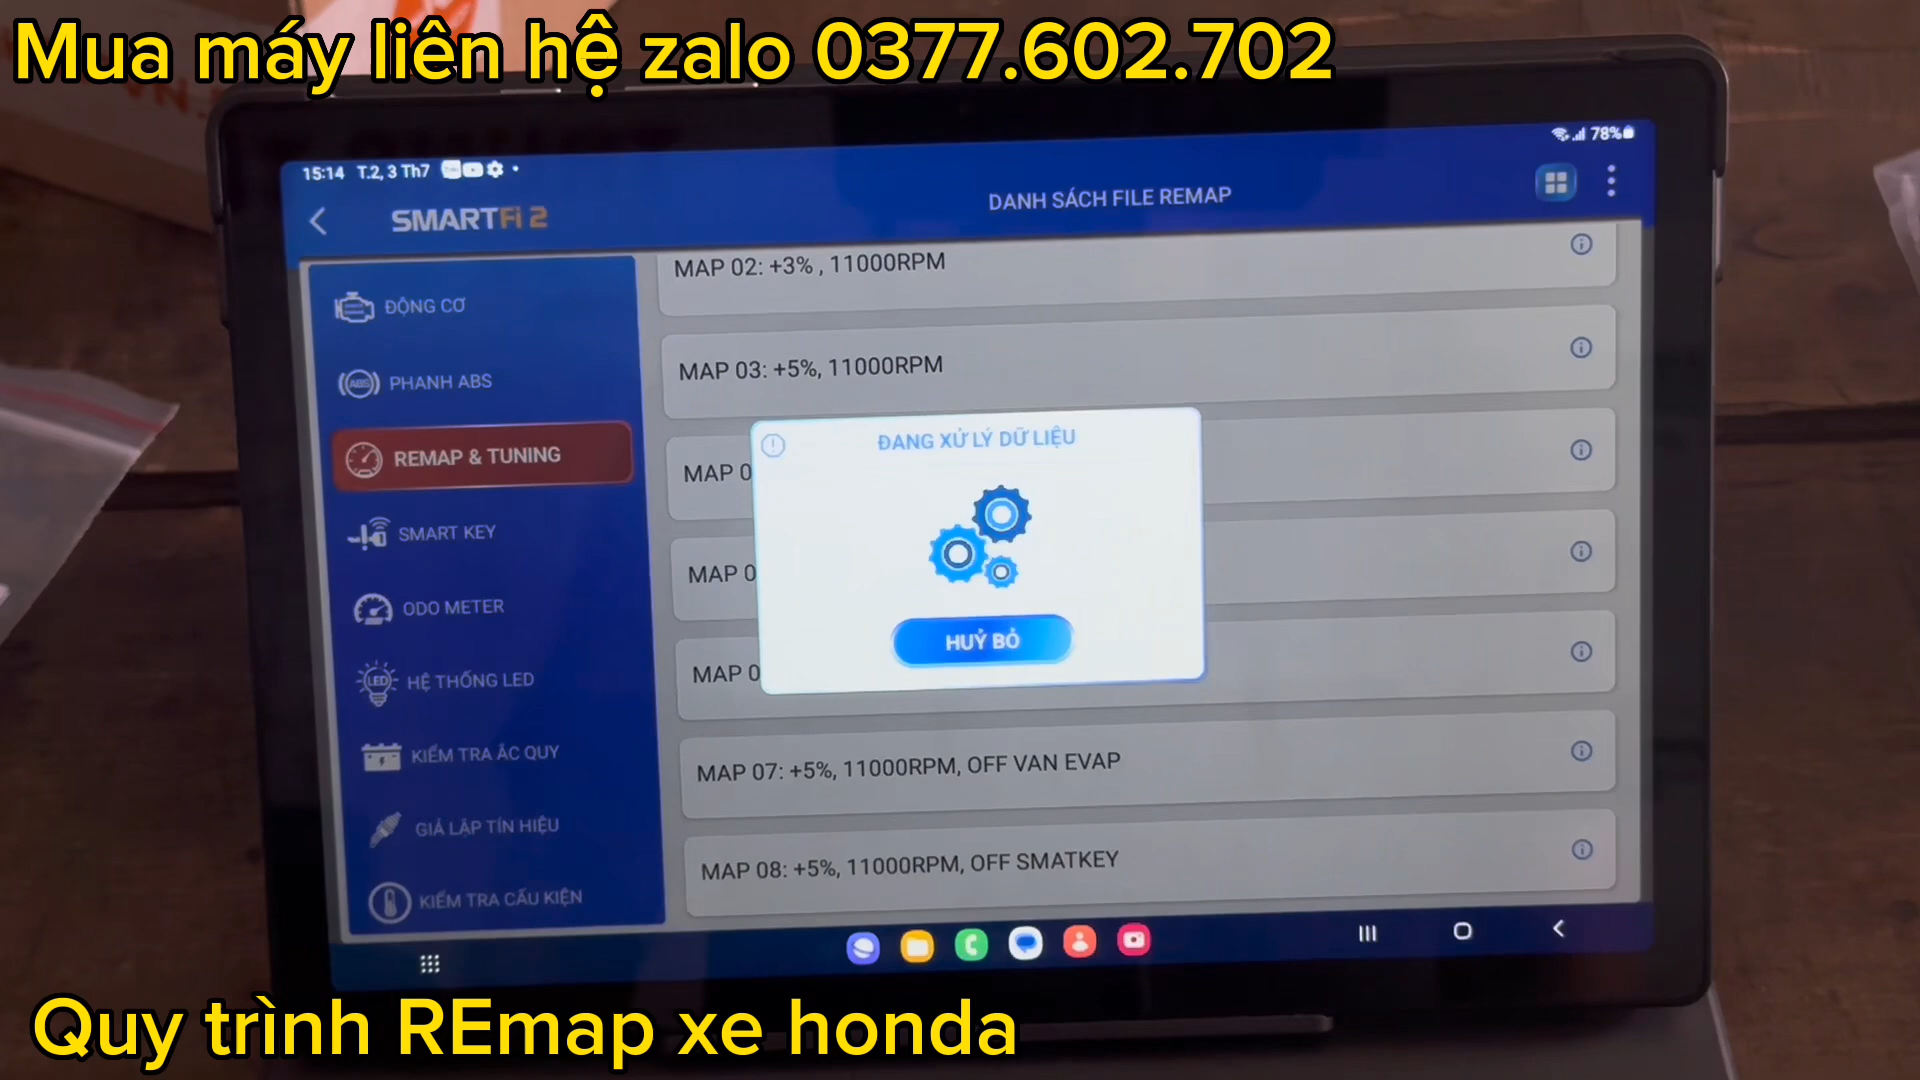 Mua máy liên hệ zalo 0377.602.702
15:14 T.2, 3 Th7
78%
SMARTFi 2
DANH SÁCH FILE REMAP
ĐỘNG CƠ
PHANH ABS
REMAP & TUNING
SMART KEY
ODO METER
LED HỆ THỐNG LED
KIỂM TRA ẮC QUY
GIẢ LẬP TÍN HIỆU
KIỂM TRA CẤU KIỆN
MAP 02: +3% , 11000RPM
MAP 03: +5%, 11000RPM
MAP 0
MAP 0
MAP 0
MAP 07: +5%, 11000RPM, OFF VAN EVAP
MAP 08: +5%, 11000RPM, OFF SMATKEY
ĐANG XỬ LÝ DỮ LIỆU
HUỶ BỎ
Quy trình REmap xe honda